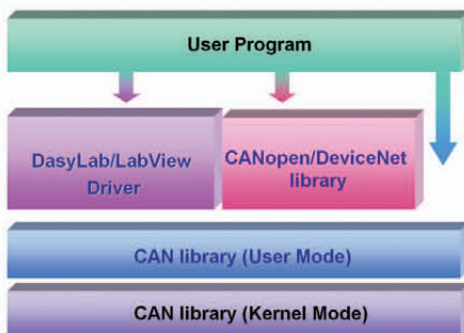 User Program
DasyLab/LabView
Driver
CANopen/DeviceNet
library
CAN library (User Mode)
CAN library (Kernel Mode)